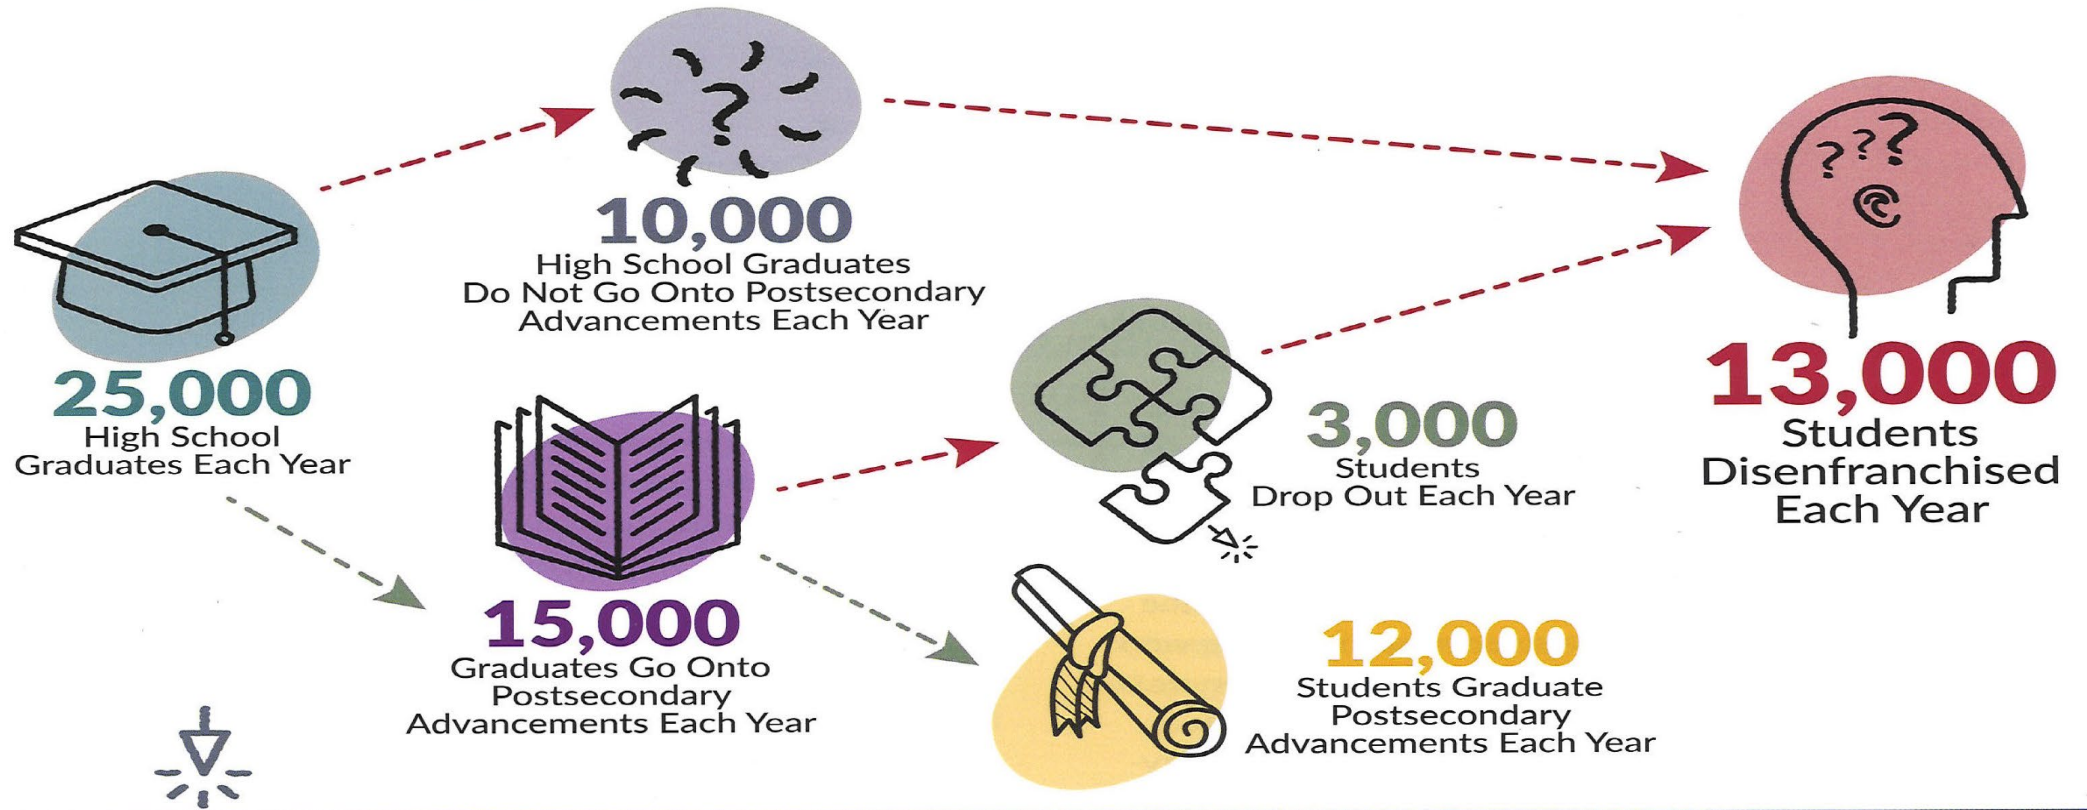 25,000
High School
Graduates Each Year
10,000
High School Graduates
Do Not Go Onto Postsecondary
Advancements Each Year
15,000
Graduates Go Onto
Postsecondary
Advancements Each Year
3,000
Students
Drop Out Each Year
12,000
Students Graduate
Postsecondary
Advancements Each Year
13,000
Students
Disenfranchised
Each Year